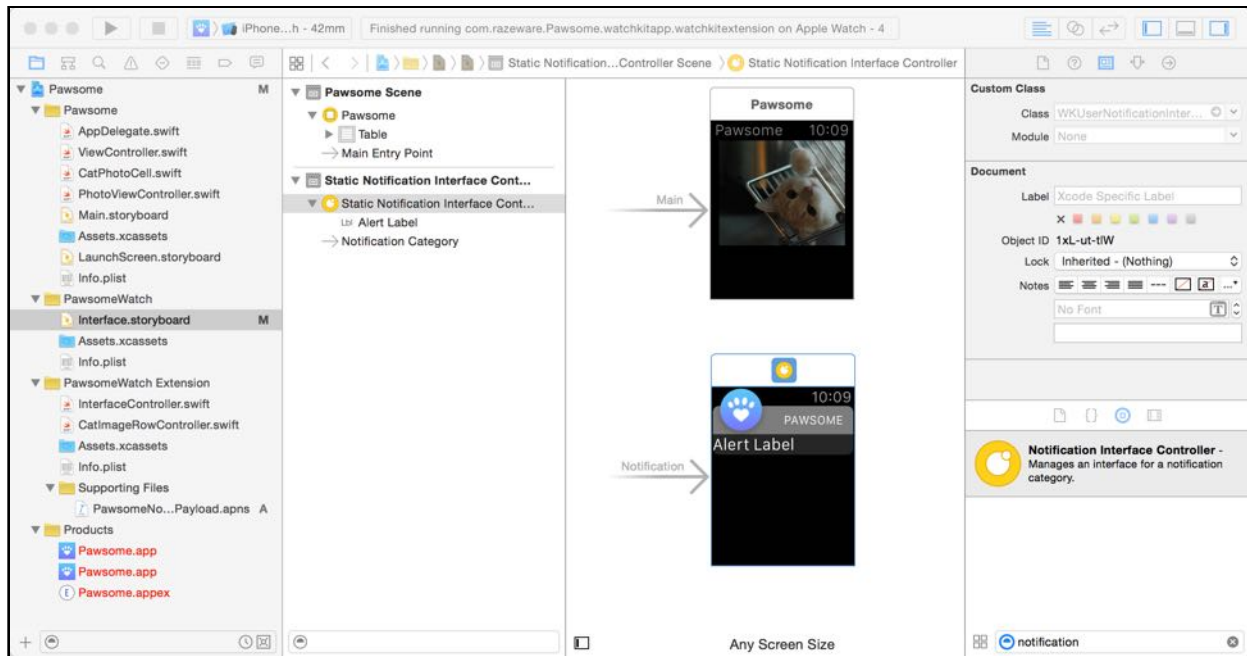 iPhone...h - 42mm
Finished running com.razeware.Pawsome.watchkitapp.watchkitextension on Apple Watch - 4
Static Notification...Controller Scene
Static Notification Interface Controller
Pawsome M
Pawsome
AppDelegate.swift
ViewController.swift
CatPhotoCell.swift
PhotoViewController.swift
Main.storyboard
Assets.xcassets
LaunchScreen.storyboard
Info.plist
PawsomeWatch
Interface.storyboard M
Assets.xcassets
Info.plist
PawsomeWatch Extension
InterfaceController.swift
CatImageRowController.swift
Assets.xcassets
Info.plist
Supporting Files
PawsomeNo...Payload.apns A
Products
Pawsome.app
Pawsome.app
E Pawsome.appex
Pawsome Scene
Pawsome
Table
Main Entry Point
Static Notification Interface Cont...
Static Notification Interface Cont...
Lbl Alert Label
Notification Category
Pawsome
Pawsome 10:09
Main
10:09
PAWSOME
Alert Label
Notification
Any Screen Size
Custom Class
Class WKUserNotificationInter...
Module None
Document
Label Xcode Specific Label
Object ID 1xL-ut-tlW
Lock Inherited - (Nothing)
Notes
No Font
Notification Interface Controller -
Manages an interface for a notification
category.
notification